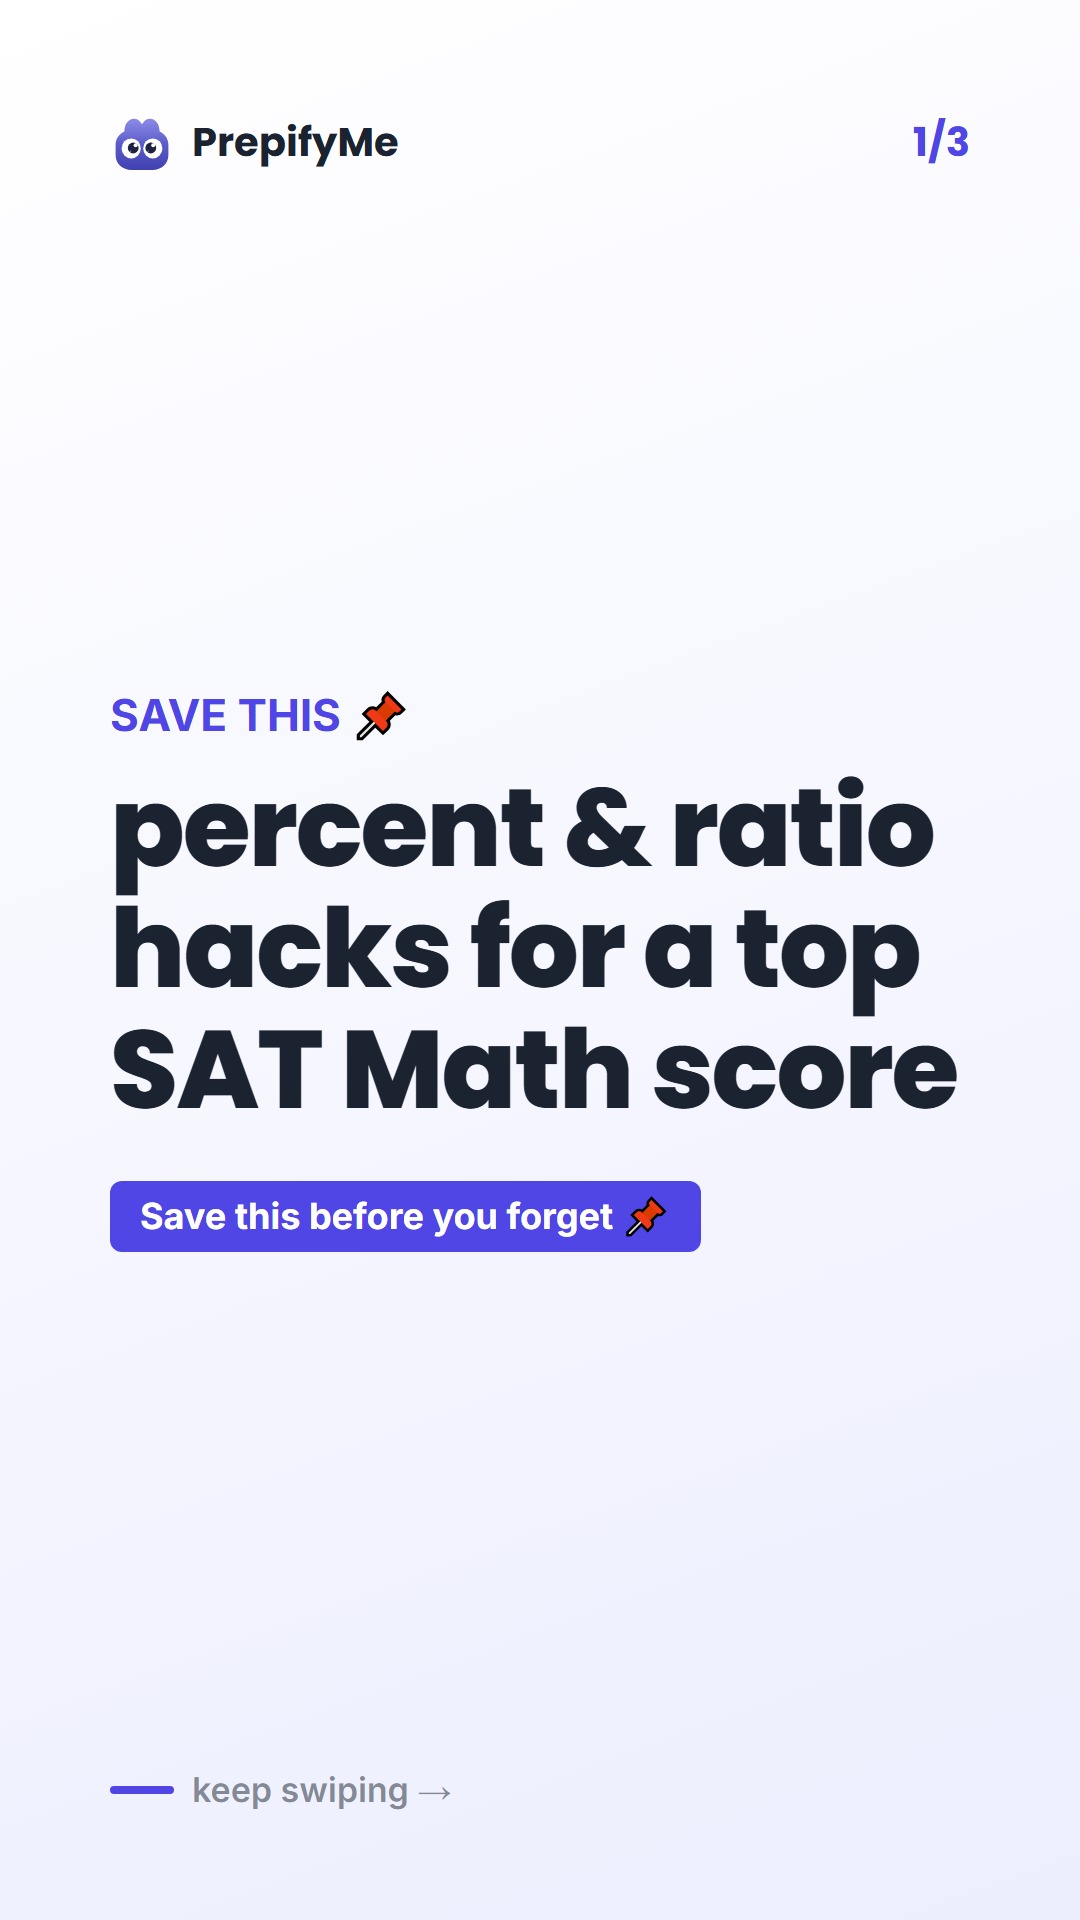 PrepifyMe
1/3
SAVE THIS 📌
percent & ratio
hacks for a top
SAT Math score
Save this before you forget 📌
keep swiping →